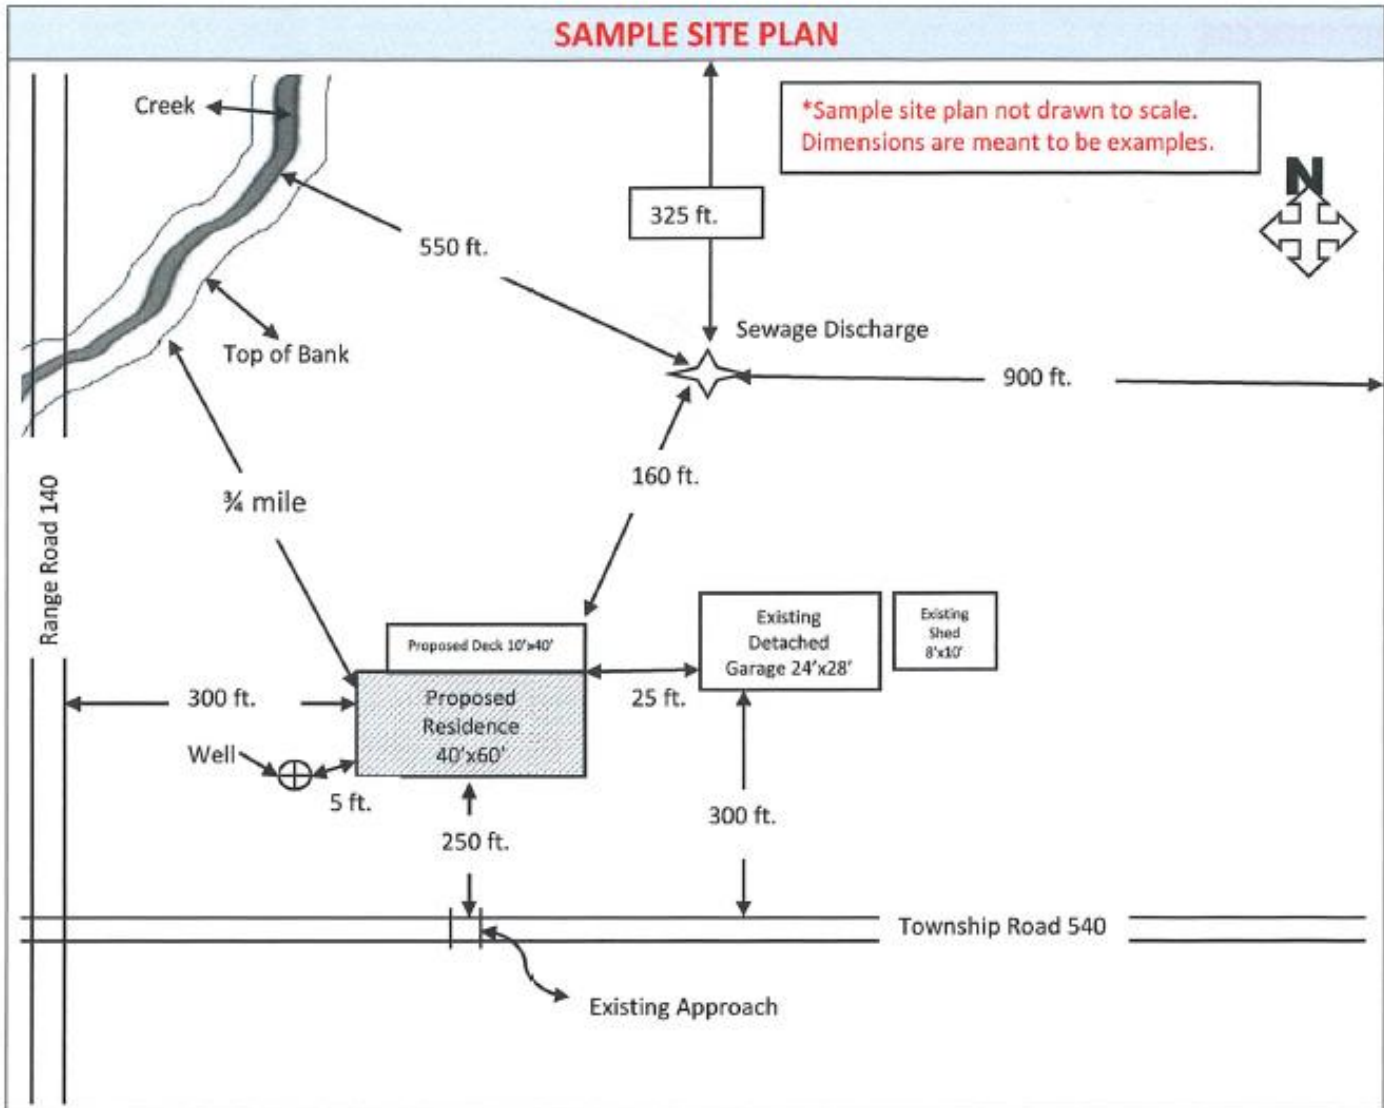 SAMPLE SITE PLAN
Creek
*Sample site plan not drawn to scale.
Dimensions are meant to be examples.
N
325 ft.
550 ft.
Sewage Discharge
Top of Bank
900 ft.
160 ft.
¾ mile
Range Road 140
Proposed Deck 10'x40'
Existing
Detached
Garage 24'x28'
Existing
Shed
8'x10'
300 ft.
Proposed
Residence
40'x60'
25 ft.
Well
5 ft.
250 ft.
300 ft.
Township Road 540
Existing Approach